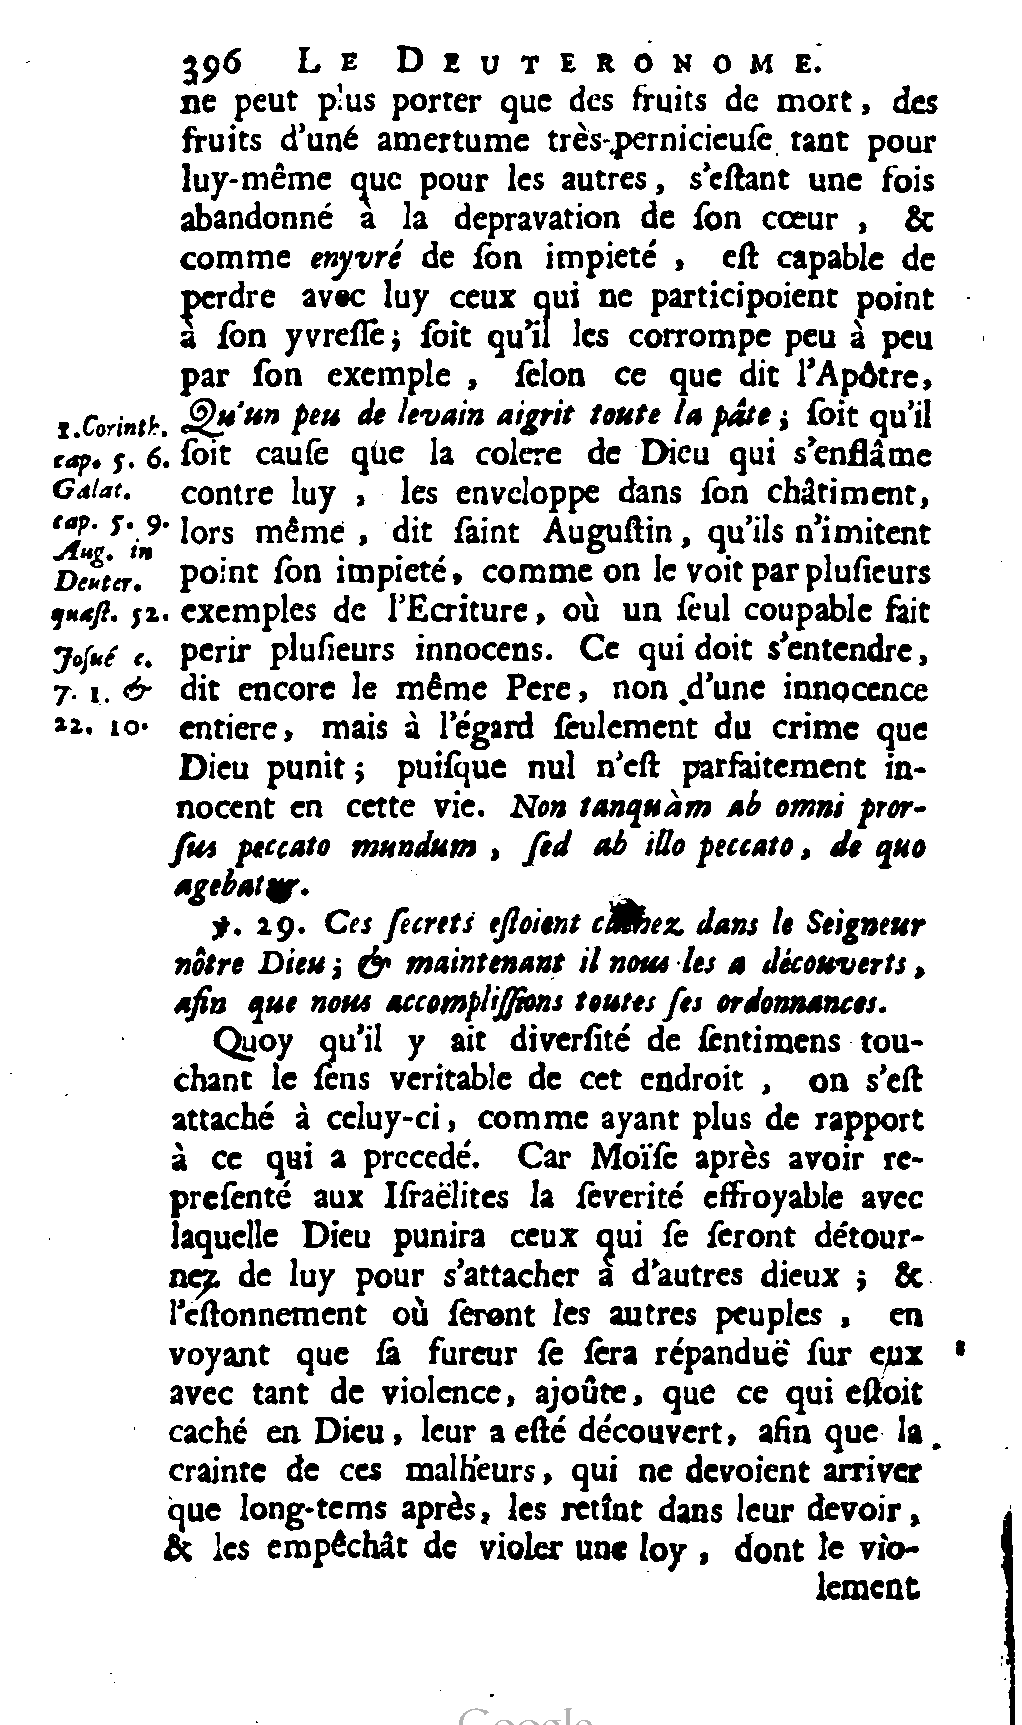 396 LE DEUTERONOME.
ne peut plus porter que des fruits de mort, des
fruits d'uné amertume très-pernicieuſe tant pour
luy-même que pour les autres, s'eſtant une fois
abandonné à la depravation de ſon cœur, &
comme enyvré de ſon impieté, eſt capable de
perdre avec luy ceux qui ne participoient point
à ſon yvreſſe; ſoit qu'il les corrompe peu à peu
par ſon exemple, ſelon ce que dit l'Apôtre,
1.Corinth. Qu'un peu de levain aigrit toute la pâte; ſoit qu'il
cap. 5. 6. ſoit cauſe que la colere de Dieu qui s'enflâme
Galat. contre luy, les enveloppe dans ſon châtiment,
cap. 5. 9. lors même, dit ſaint Auguſtin, qu'ils n'imitent
Aug. in
Deuter. point ſon impieté, comme on le voit par pluſieurs
quæſt. 52. exemples de l'Ecriture, où un ſeul coupable fait
Joſué c. perir pluſieurs innocens. Ce qui doit s'entendre,
7. 1. & dit encore le même Pere, non d'une innocence
22. 10. entiere, mais à l'égard ſeulement du crime que
Dieu punit; puiſque nul n'eſt parfaitement in-
nocent en cette vie. Non tanquàm ab omni pror-
ſus peccato mundum, ſed ab illo peccato, de quo
agebatur.
℣. 29. Ces ſecrets eſtoient cachez dans le Seigneur
nôtre Dieu; & maintenant il nous les a découverts,
afin que nous accompliſſions toutes ſes ordonnances.
Quoy qu'il y ait diverſité de ſentimens tou-
chant le ſens veritable de cet endroit, on s'eſt
attaché à celuy-ci, comme ayant plus de rapport
à ce qui a precedé. Car Moïſe après avoir re-
preſenté aux Iſraëlites la ſeverité effroyable avec
laquelle Dieu punira ceux qui ſe ſeront détour-
nez de luy pour s'attacher à d'autres dieux; &
l'eſtonnement où ſeront les autres peuples, en
voyant que ſa fureur ſe ſera répanduë ſur eux
avec tant de violence, ajoûte, que ce qui eſtoit
caché en Dieu, leur a eſté découvert, afin que la
crainte de ces malheurs, qui ne devoient arriver
que long-tems après, les retînt dans leur devoir,
& les empêchât de violer une loy, dont le vio-
lement
Google